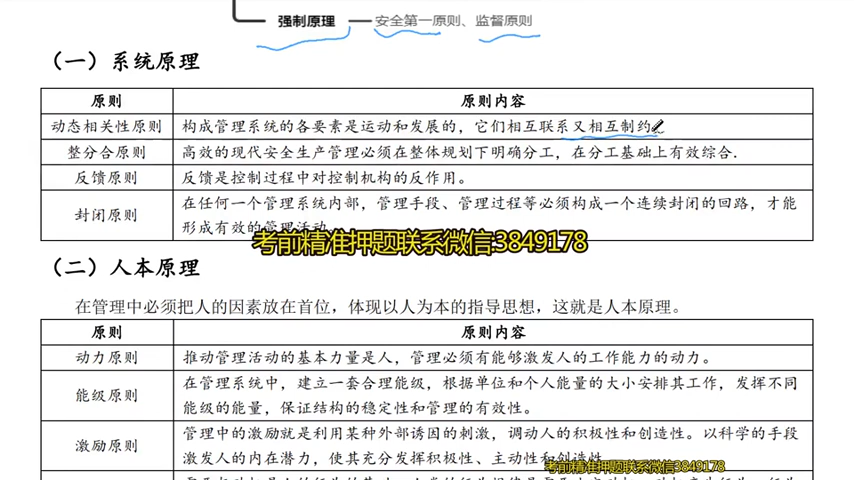 强制原理 安全第一原则、监督原则
（一）系统原理
原则 原则内容
动态相关性原则 构成管理系统的各要素是运动和发展的，它们相互联系又相互制约
整分合原则 高效的现代安全生产管理必须在整体规划下明确分工，在分工基础上有效综合.
反馈原则 反馈是控制过程中对控制机构的反作用。
封闭原则 在任何一个管理系统内部，管理手段、管理过程等必须构成一个连续封闭的回路，才能
形成有效的管理活动。
考前精准押题联系微信:3849178
（二）人本原理
在管理中必须把人的因素放在首位，体现以人为本的指导思想，这就是人本原理。
原则 原则内容
动力原则 推动管理活动的基本力量是人，管理必须有能够激发人的工作能力的动力。
能级原则 在管理系统中，建立一套合理能级，根据单位和个人能量的大小安排其工作，发挥不同
能级的能量，保证结构的稳定性和管理的有效性。
激励原则 管理中的激励就是利用某种外部诱因的刺激，调动人的积极性和创造性。以科学的手段
激发人的内在潜力，使其充分发挥积极性、主动性和创造性
考前精准押题联系微信3849178